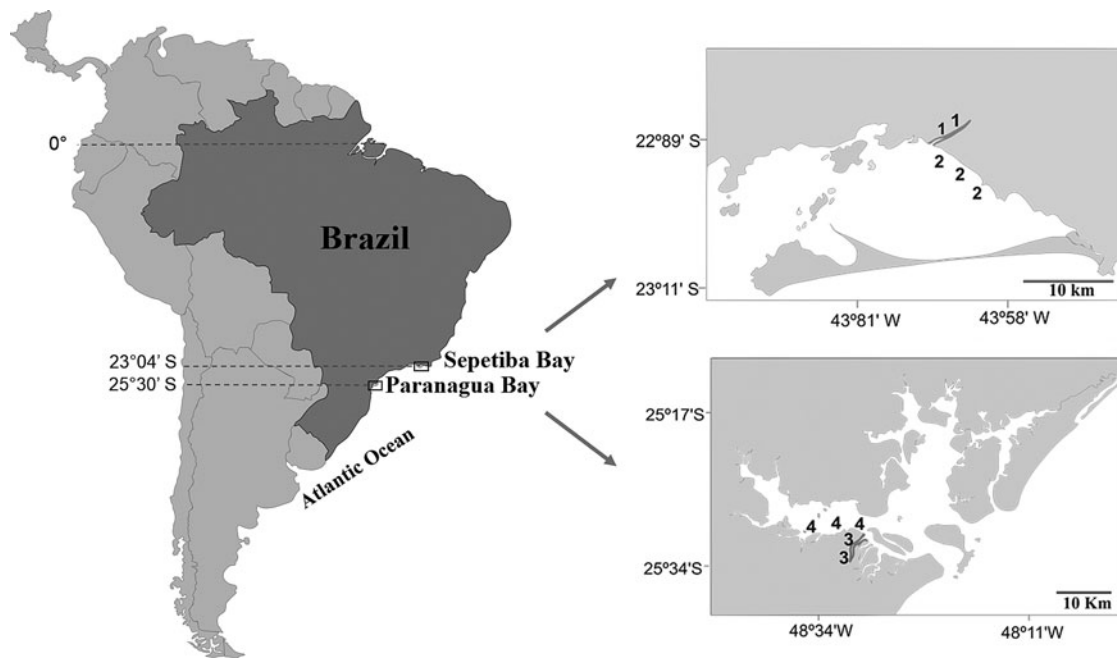 0°
Brazil
23°04' S
25°30' S
Sepetiba Bay
Paranagua Bay
Atlantic Ocean
22°89' S
23°11' S
43°81' W
43°58' W
1 1
2
2
2
10 km
25°17' S
25°34'S
48°34'W
48°11'W
4 4 4
3
3
10 Km